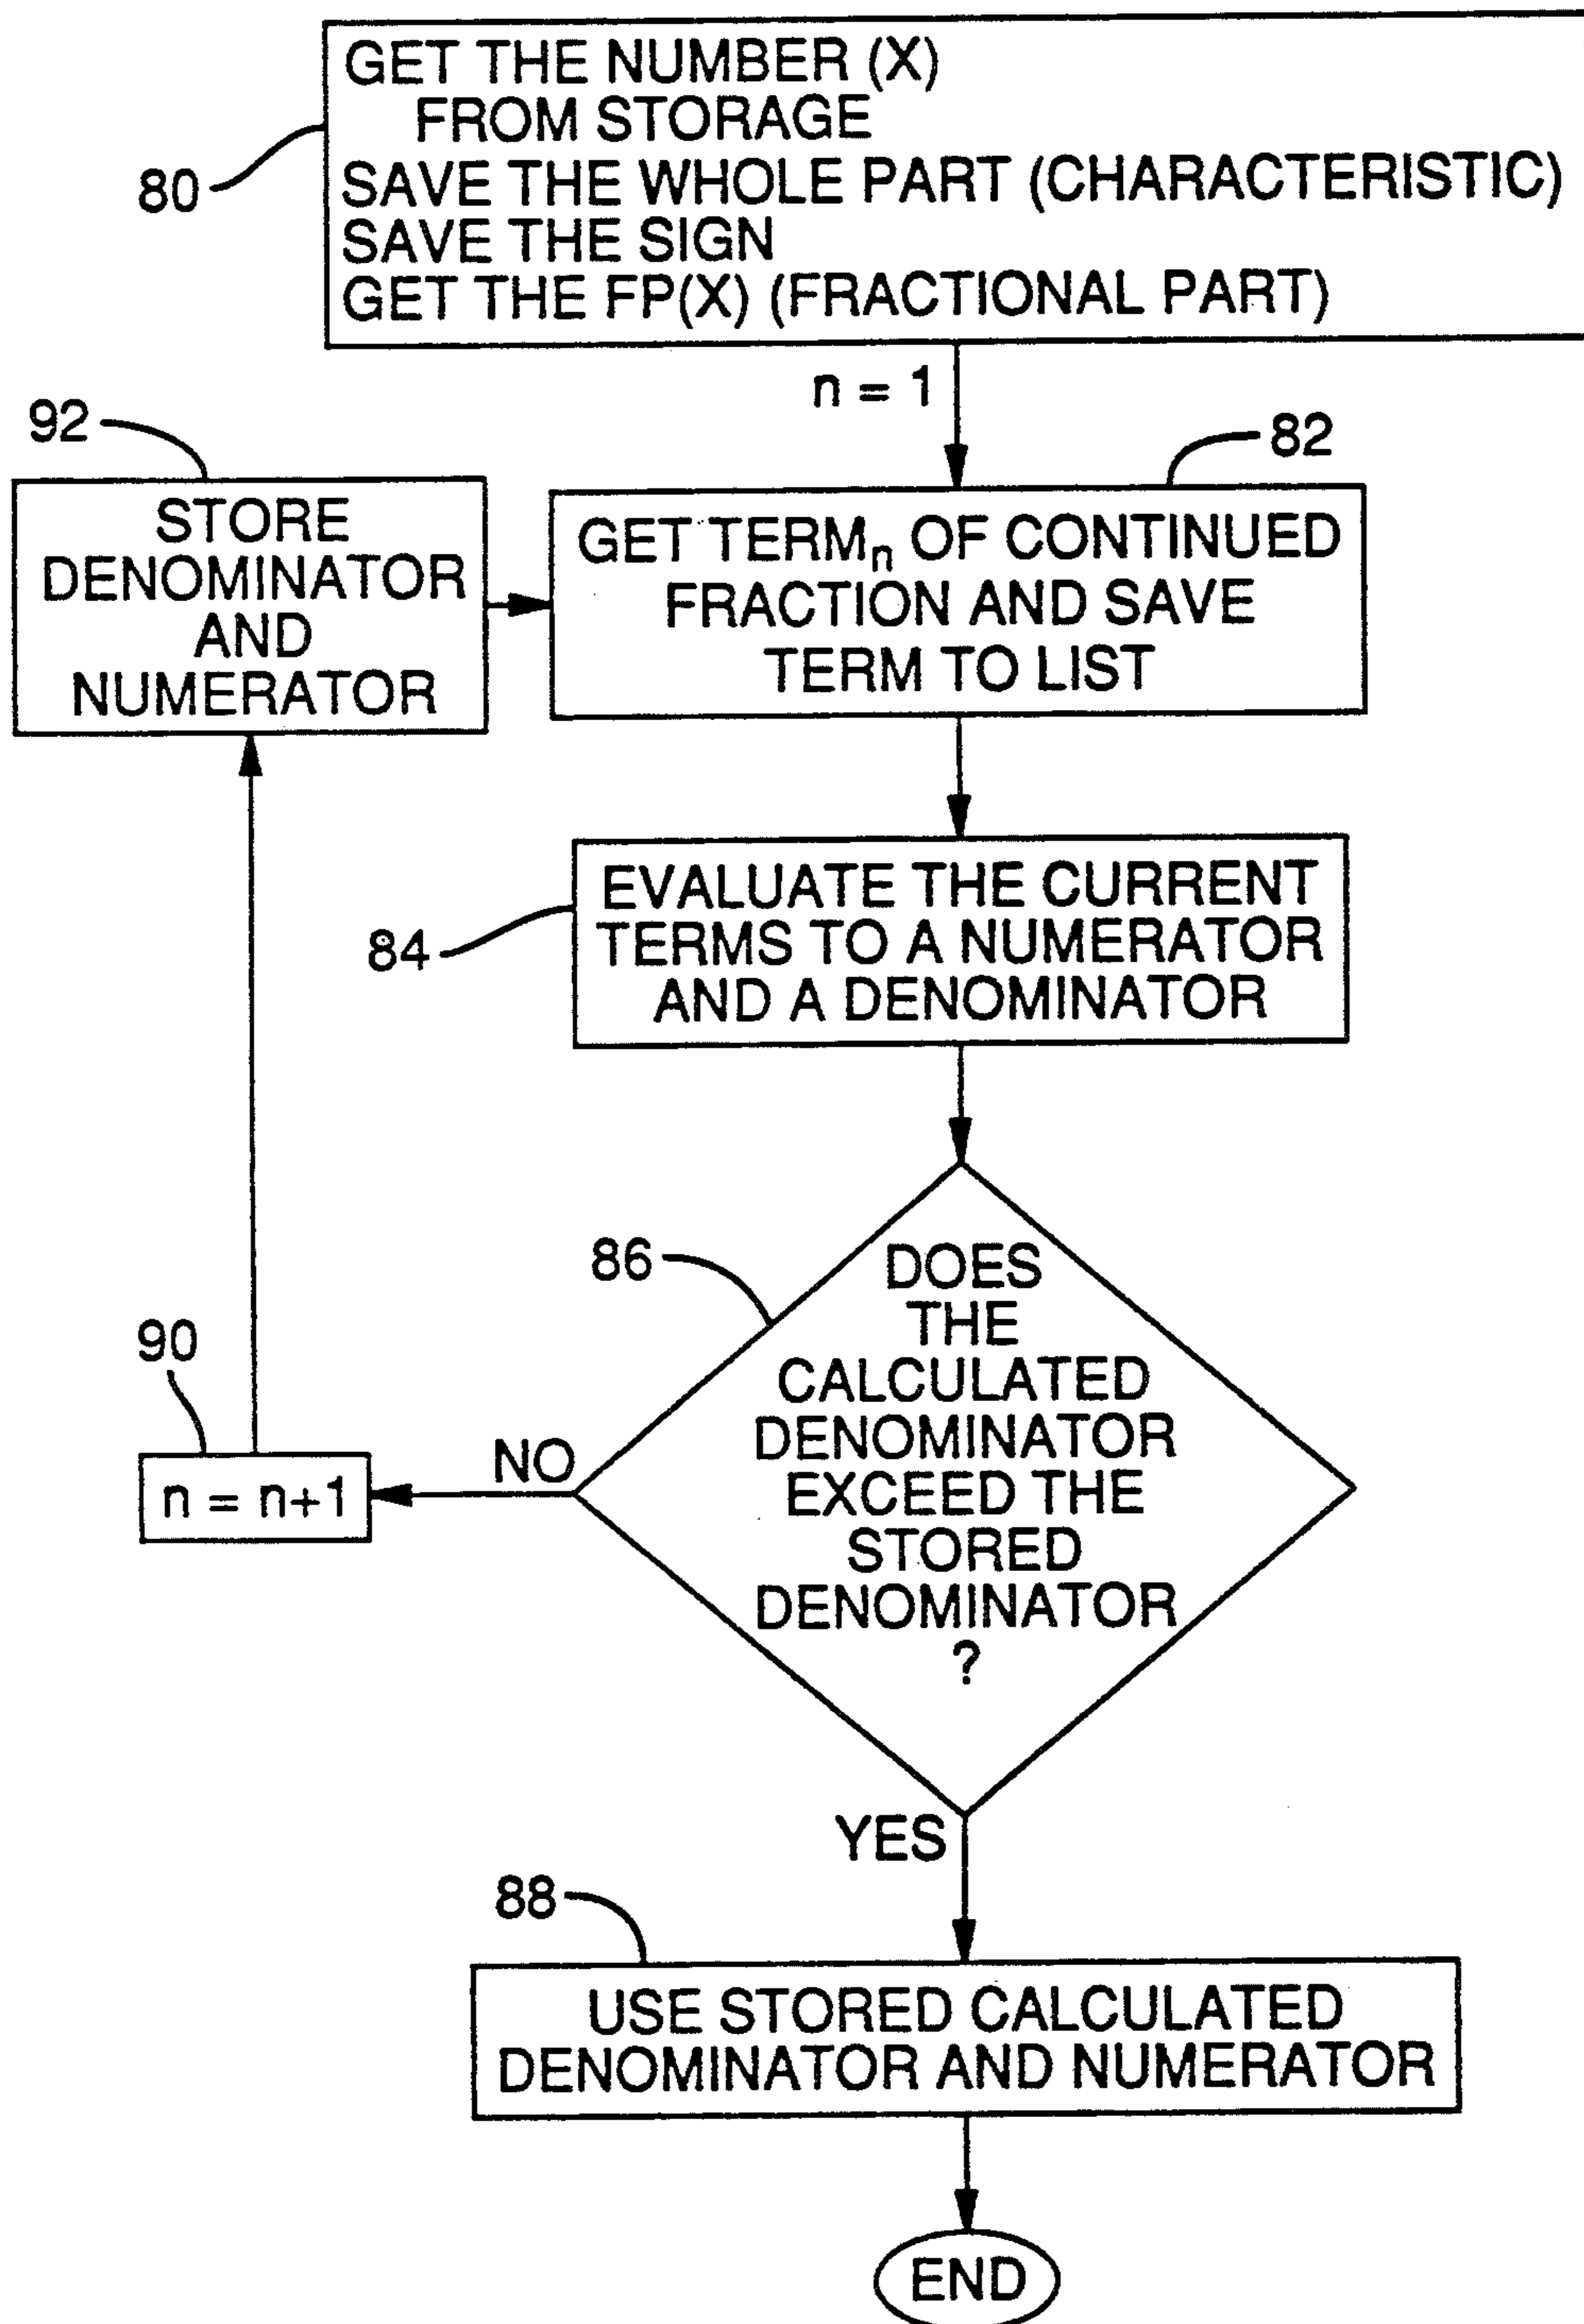 GET THE NUMBER (X)
FROM STORAGE
SAVE THE WHOLE PART (CHARACTERISTIC)
SAVE THE SIGN
GET THE FP(X) (FRACTIONAL PART)
80
n = 1
92
82
STORE
DENOMINATOR
AND
NUMERATOR
GET TERMn OF CONTINUED
FRACTION AND SAVE
TERM TO LIST
84
EVALUATE THE CURRENT
TERMS TO A NUMERATOR
AND A DENOMINATOR
86
DOES
THE
CALCULATED
DENOMINATOR
EXCEED THE
STORED
DENOMINATOR
?
90
NO
n = n+1
YES
88
USE STORED CALCULATED
DENOMINATOR AND NUMERATOR
END